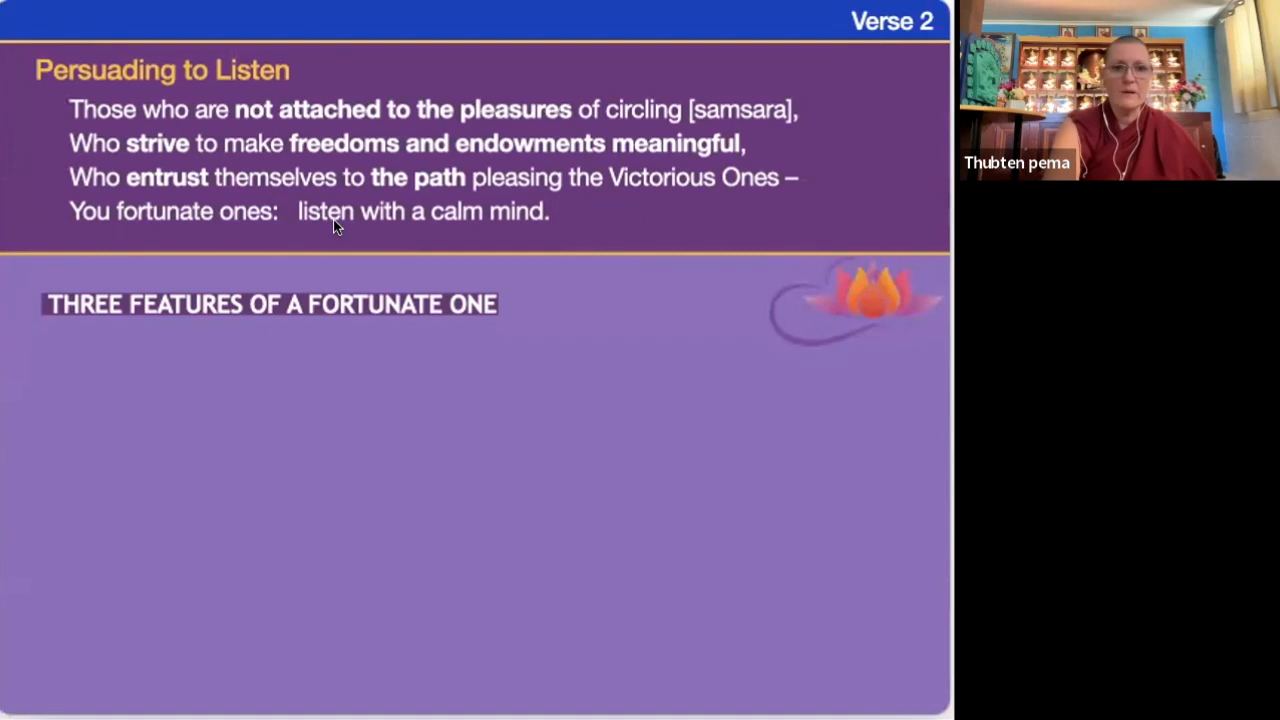 Verse 2
Persuading to Listen
Those who are not attached to the pleasures of circling [samsara],
Who strive to make freedoms and endowments meaningful,
Who entrust themselves to the path pleasing the Victorious Ones –
You fortunate ones: listen with a calm mind.
THREE FEATURES OF A FORTUNATE ONE
Thubten pema